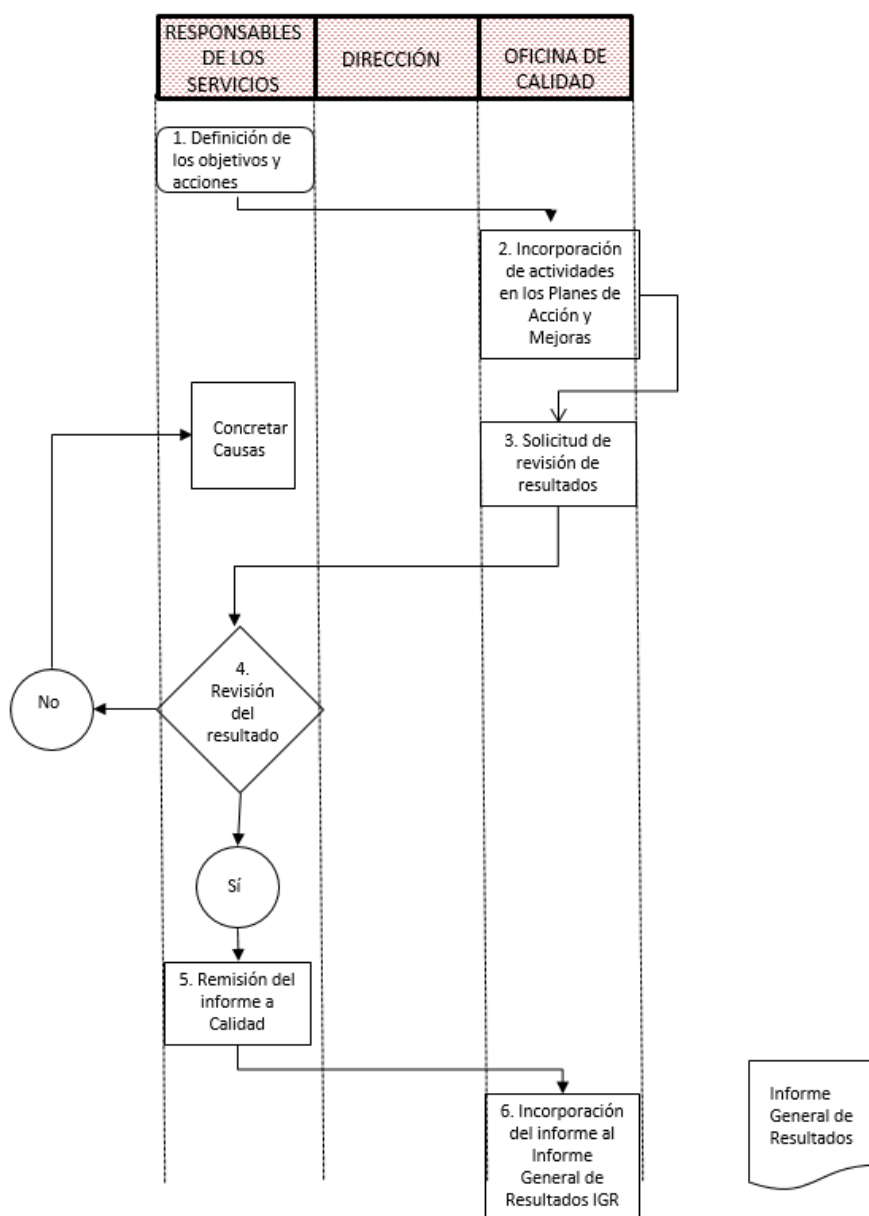 RESPONSABLES
DE LOS
SERVICIOS
DIRECCIÓN
OFICINA DE
CALIDAD
1. Definición de
los objetivos y
acciones
2. Incorporación
de actividades
en los Planes de
Acción y
Mejoras
Concretar
Causas
3. Solicitud de
revisión de
resultados
4.
Revisión
del
resultado
No
Sí
5. Remisión del
informe a
Calidad
6. Incorporación
del informe al
Informe
General de
Resultados IGR
Informe
General de
Resultados